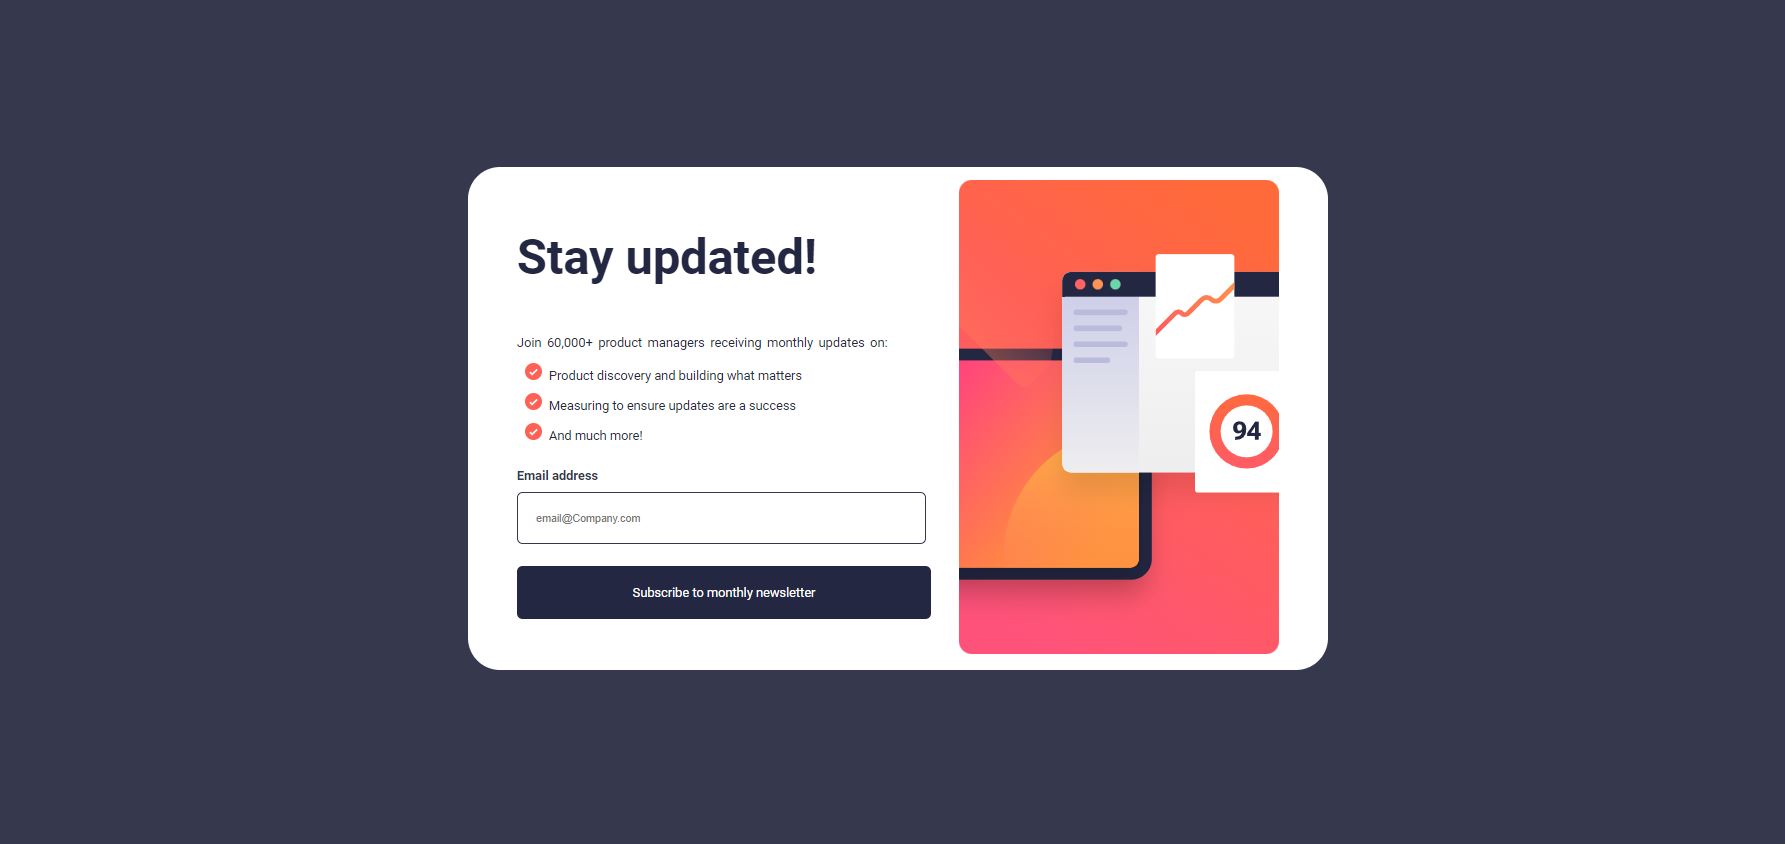 Stay updated!
Join 60,000+ product managers receiving monthly updates on:
Product discovery and building what matters
Measuring to ensure updates are a success
And much more!
Email address
email@Company.com
Subscribe to monthly newsletter
94